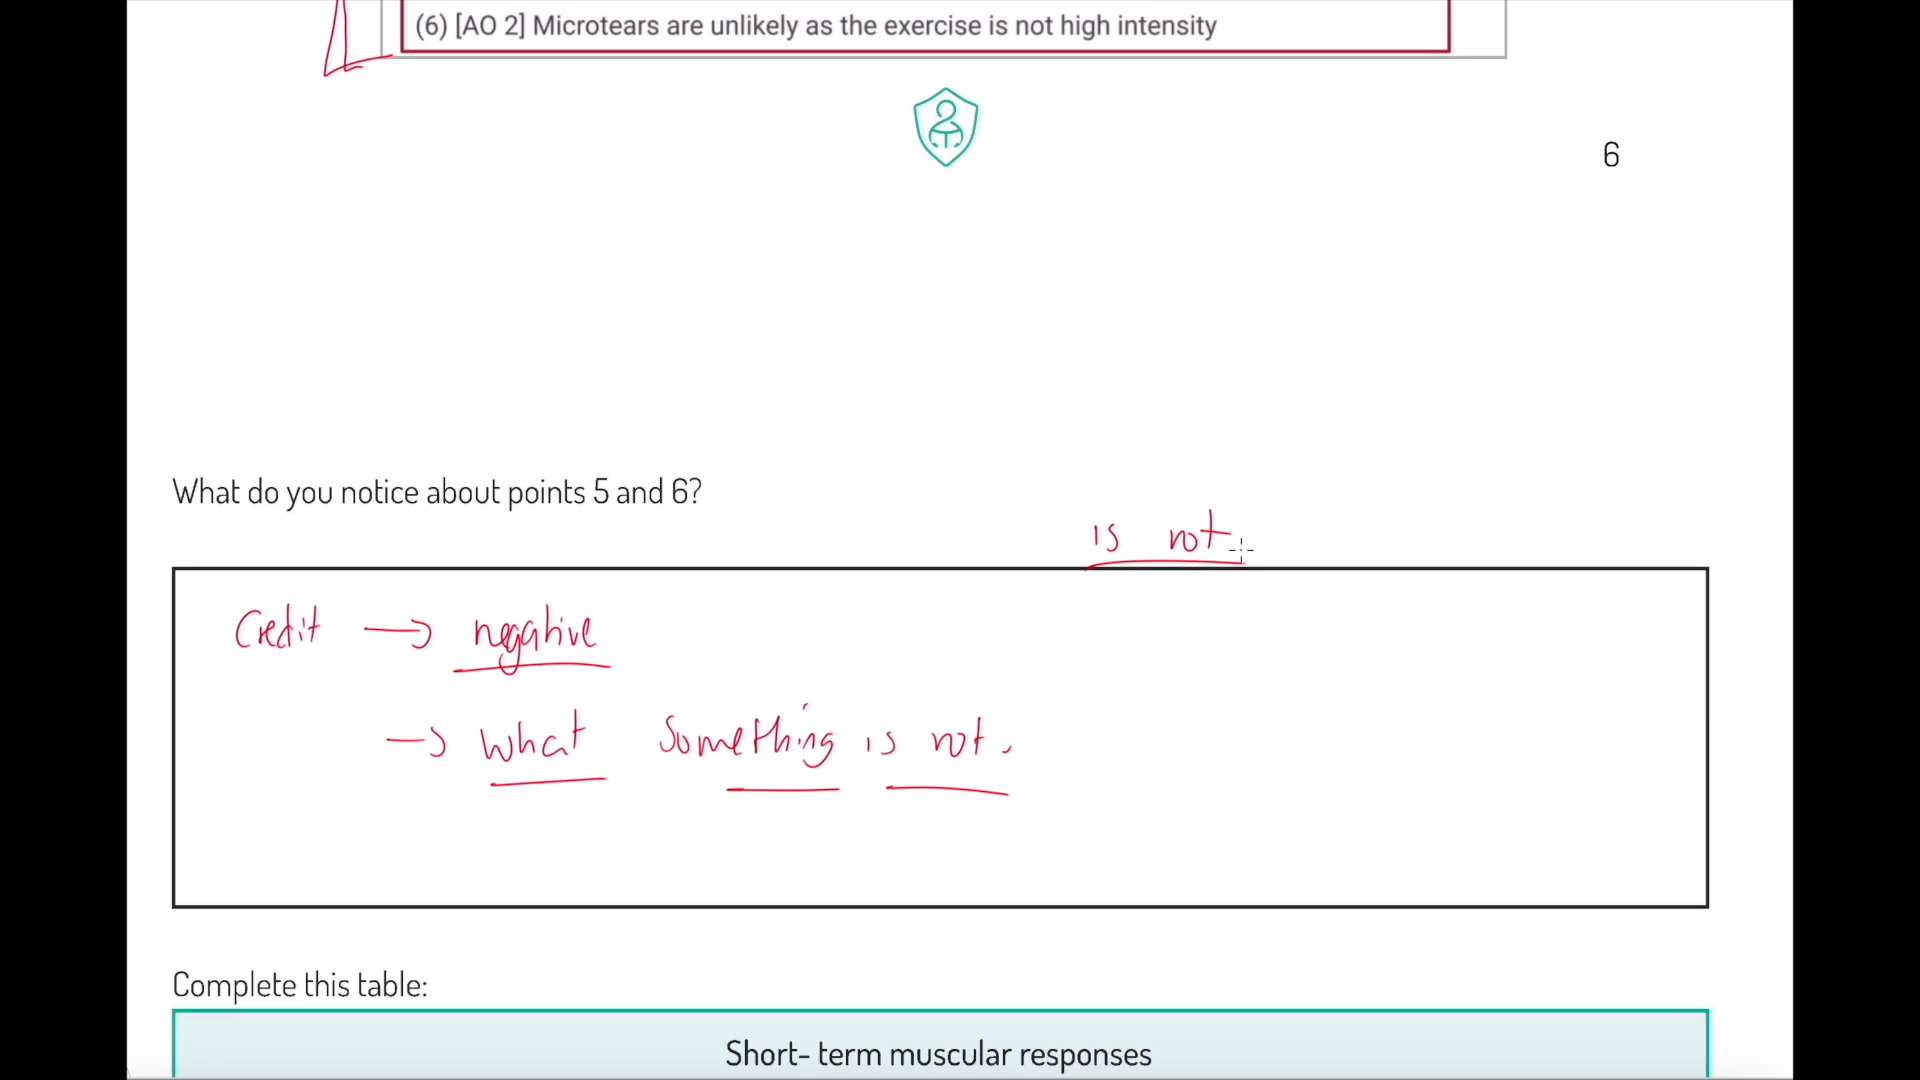 (6) [AO 2] Microtears are unlikely as the exercise is not high intensity
6
What do you notice about points 5 and 6?
is not
Credit → negative
→ what something is not.
Complete this table:
Short- term muscular responses